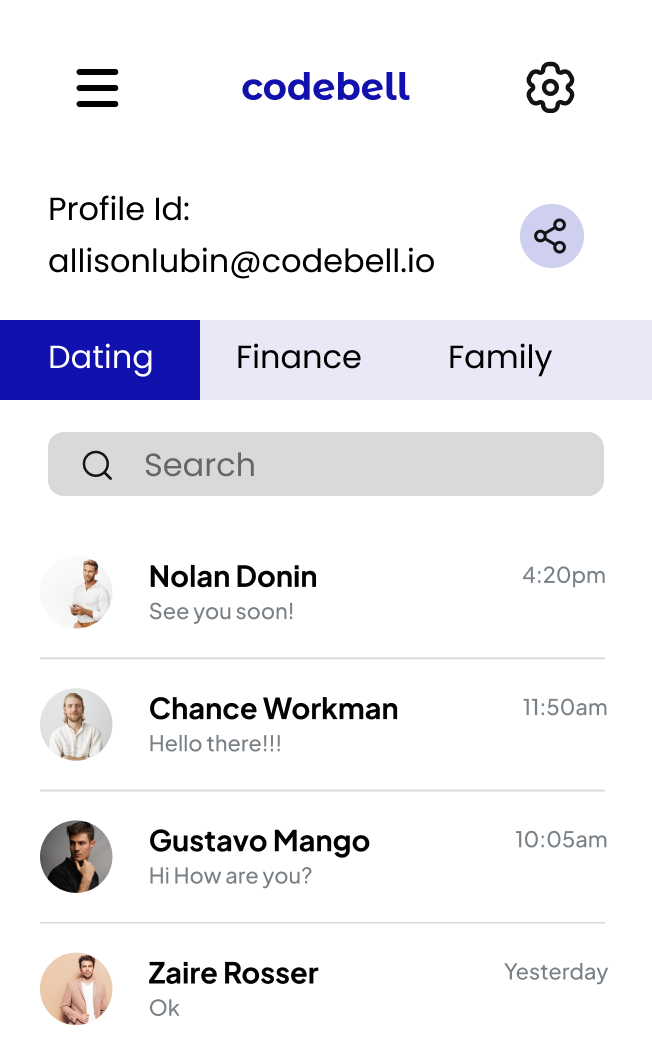 codebell
Profile Id:
allisonlubin@codebell.io
Dating Finance Family
Search
Nolan Donin 4:20pm
See you soon!
Chance Workman 11:50am
Hello there!!!
Gustavo Mango 10:05am
Hi How are you?
Zaire Rosser Yesterday
Ok